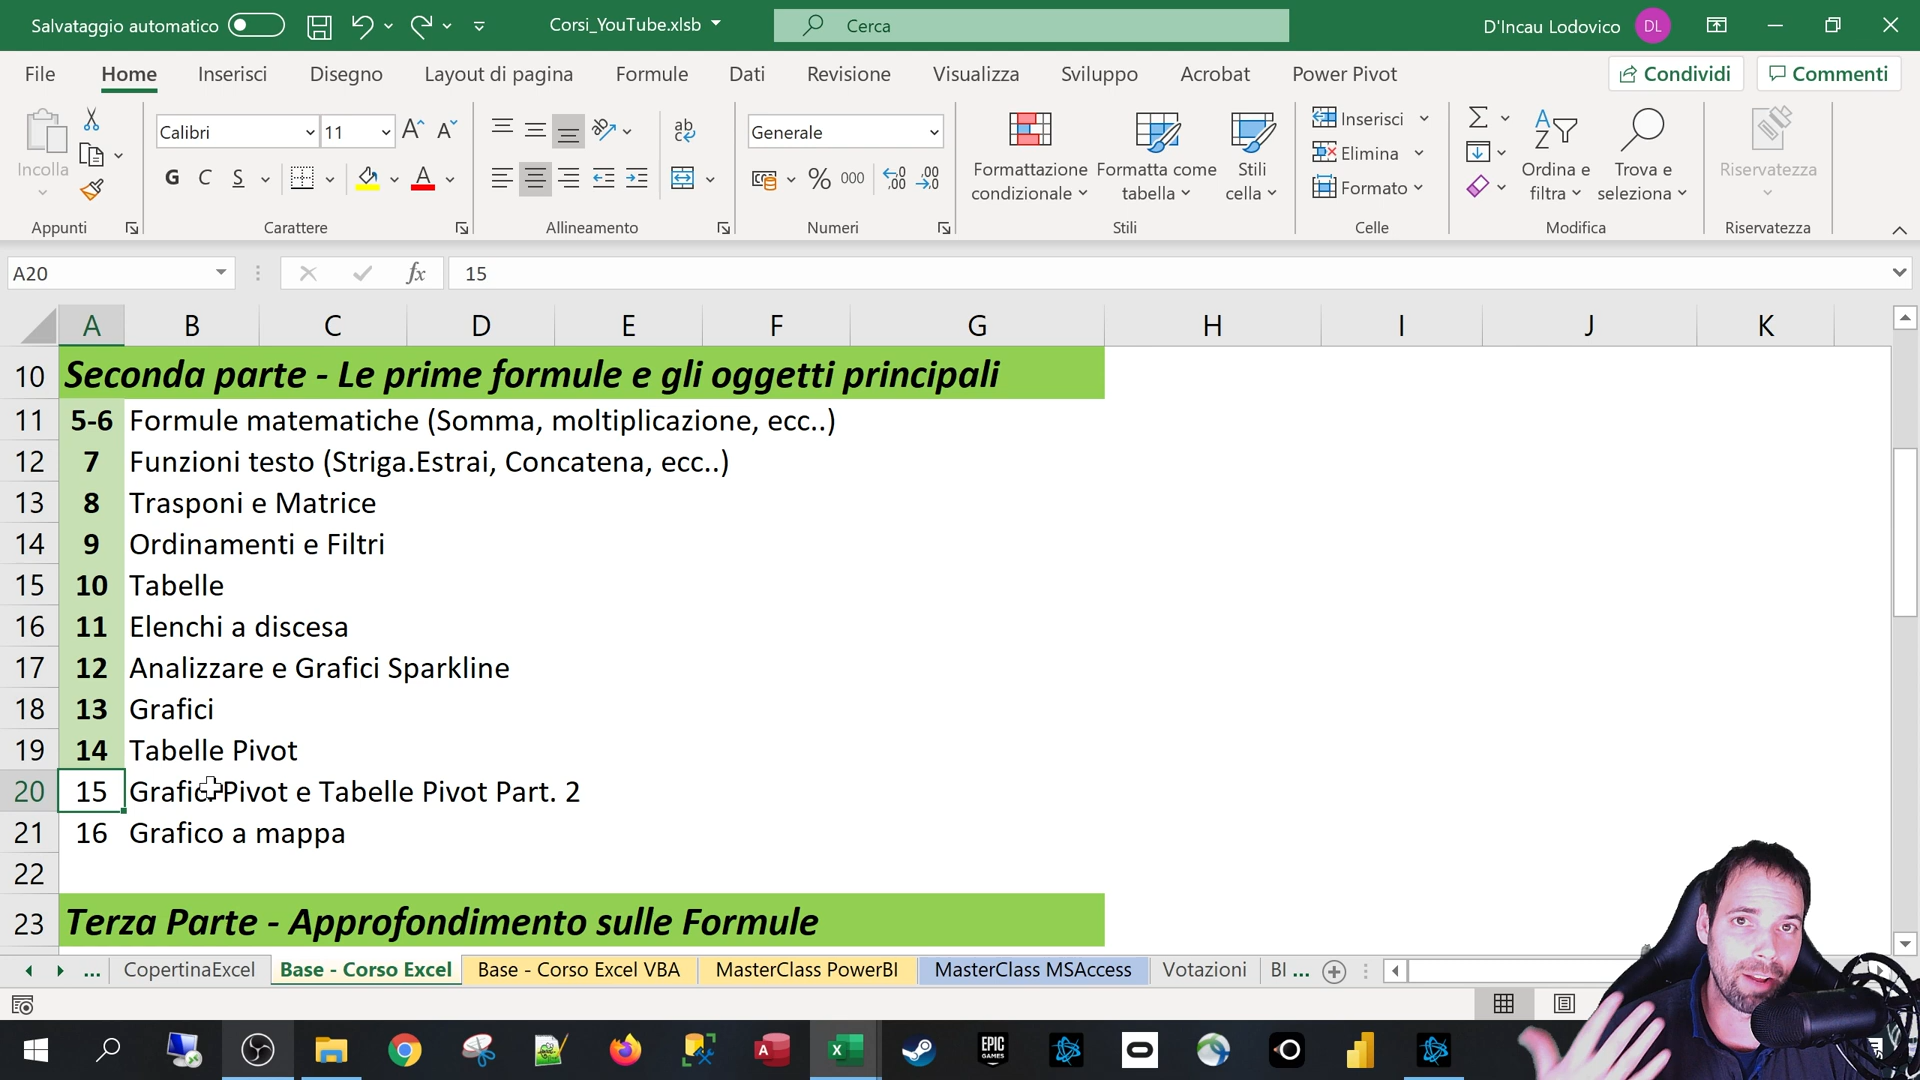 Salvataggio automatico
Corsi_YouTube.xlsb
Cerca
D'Incau Lodovico
DL
File
Home
Inserisci
Disegno
Layout di pagina
Formule
Dati
Revisione
Visualizza
Sviluppo
Acrobat
Power Pivot
Condividi
Commenti
Incolla
Calibri
11
G
C
S
Generale
% 000
Formattazione
condizionale
Formatta come
tabella
Stili
cella
Inserisci
Elimina
Formato
Ordina e
filtra
Trova e
seleziona
Riservatezza
Appunti
Carattere
Allineamento
Numeri
Stili
Celle
Modifica
Riservatezza
A20
fx
15
A B C D E F G H I J K
10 Seconda parte - Le prime formule e gli oggetti principali
11 5-6 Formule matematiche (Somma, moltiplicazione, ecc..)
12 7 Funzioni testo (Striga.Estrai, Concatena, ecc..)
13 8 Trasponi e Matrice
14 9 Ordinamenti e Filtri
15 10 Tabelle
16 11 Elenchi a discesa
17 12 Analizzare e Grafici Sparkline
18 13 Grafici
19 14 Tabelle Pivot
20 15 Grafici Pivot e Tabelle Pivot Part. 2
21 16 Grafico a mappa
22
23 Terza Parte - Approfondimento sulle Formule
... CopertinaExcel
Base - Corso Excel
Base - Corso Excel VBA
MasterClass PowerBI
MasterClass MSAccess
Votazioni
BI ...
EPIC
GAMES